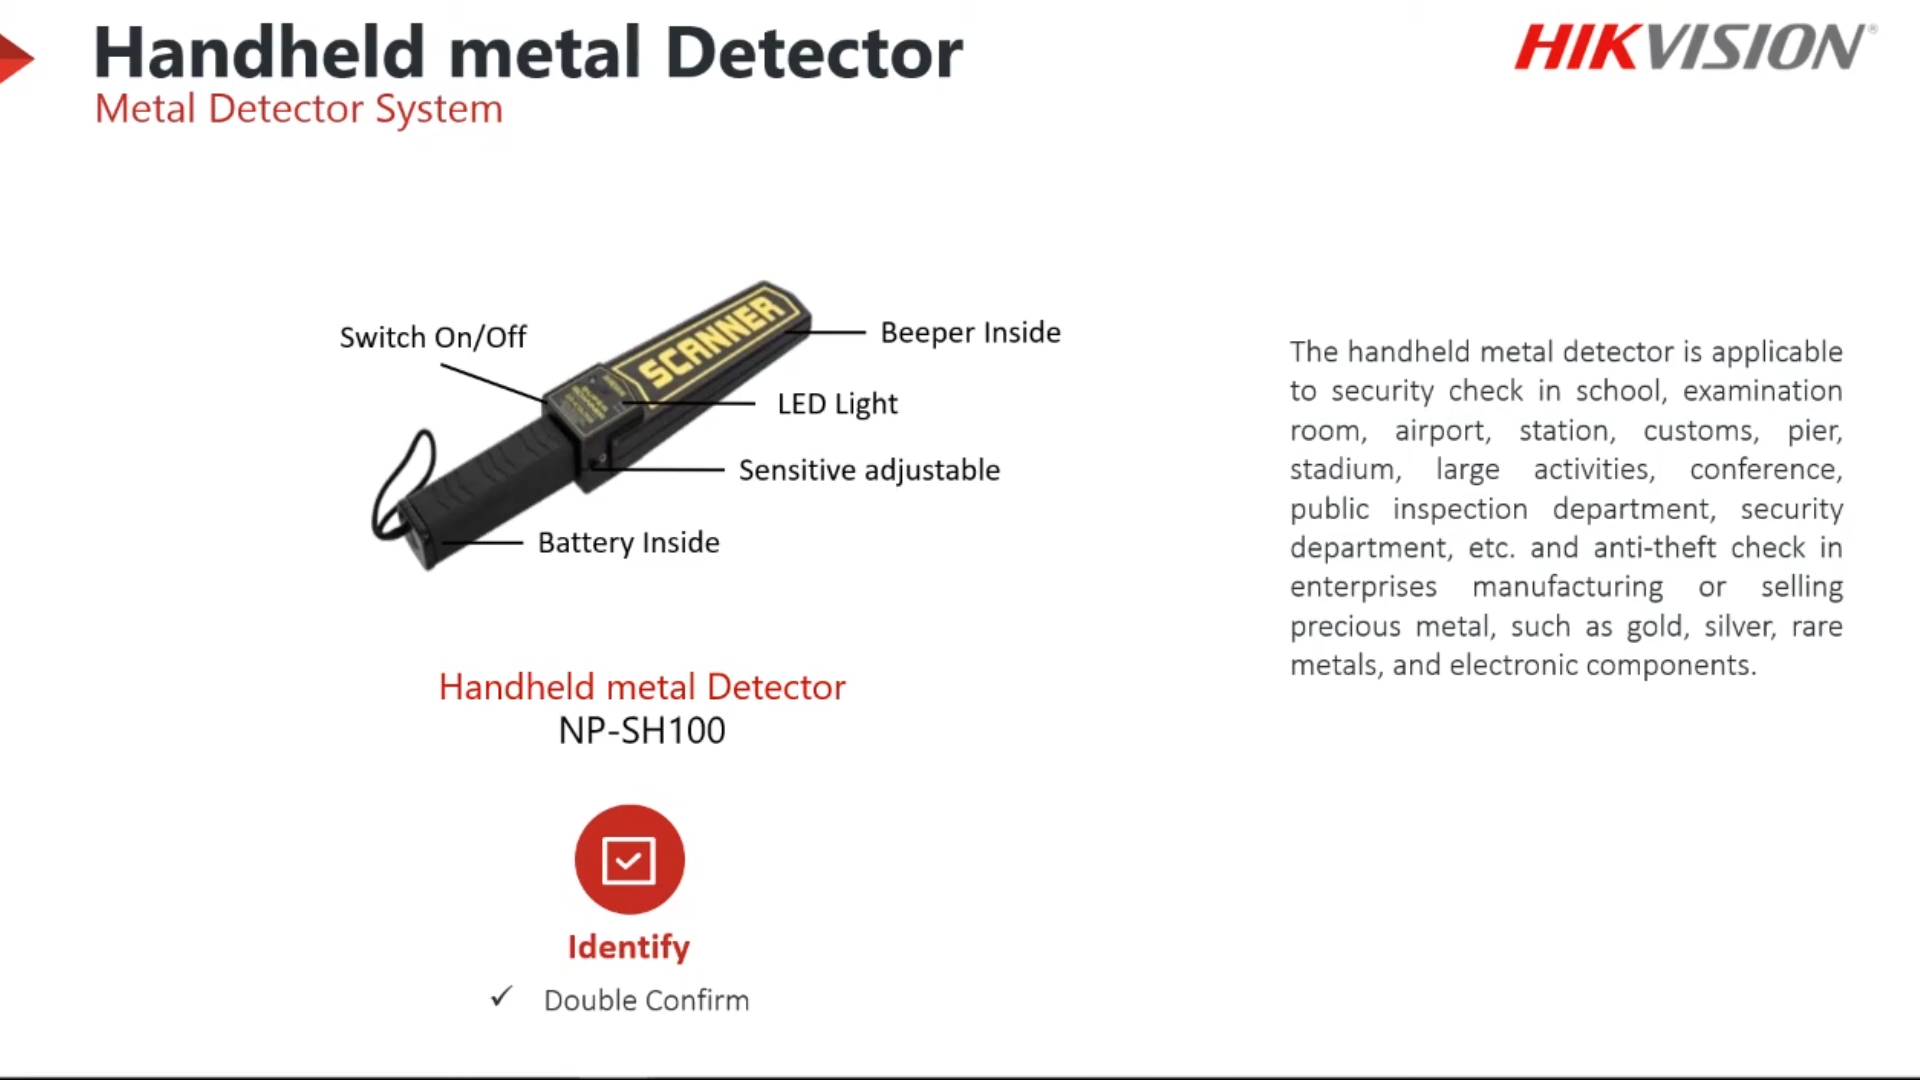 Handheld metal Detector
Metal Detector System
HIKVISION®
Switch On/Off
SCANNER
Beeper Inside
LED Light
Sensitive adjustable
Battery Inside
The handheld metal detector is applicable
to security check in school, examination
room, airport, station, customs, pier,
stadium, large activities, conference,
public inspection department, security
department, etc. and anti-theft check in
enterprises manufacturing or selling
precious metal, such as gold, silver, rare
metals, and electronic components.
Handheld metal Detector
NP-SH100
Identify
✓ Double Confirm